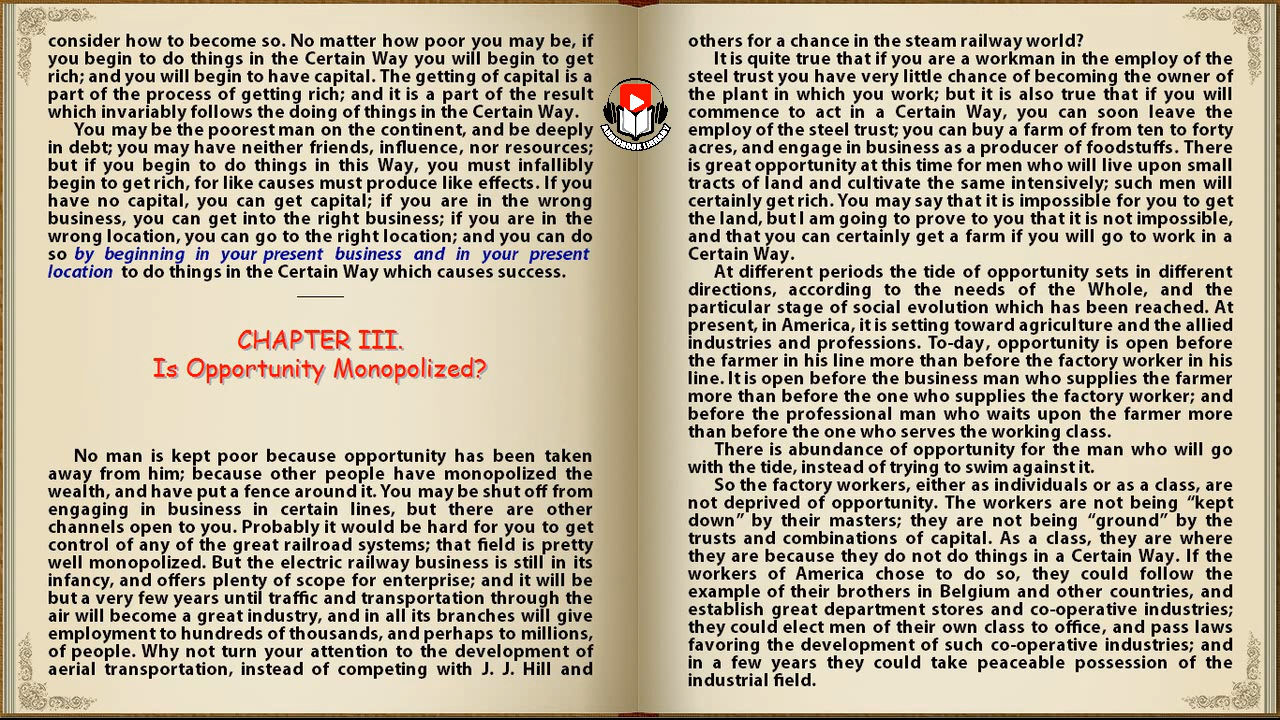 consider how to become so. No matter how poor you may be, if
you begin to do things in the Certain Way you will begin to get
rich; and you will begin to have capital. The getting of capital is a
part of the process of getting rich; and it is a part of the result
which invariably follows the doing of things in the Certain Way.
You may be the poorest man on the continent, and be deeply
in debt; you may have neither friends, influence, nor resources;
but if you begin to do things in this Way, you must infallibly
begin to get rich, for like causes must produce like effects. If you
have no capital, you can get capital; if you are in the wrong
business, you can get into the right business; if you are in the
wrong location, you can go to the right location; and you can do
so by beginning in your present business and in your present
location to do things in the Certain Way which causes success.
CHAPTER III.
Is Opportunity Monopolized?
No man is kept poor because opportunity has been taken
away from him; because other people have monopolized the
wealth, and have put a fence around it. You may be shut off from
engaging in business in certain lines, but there are other
channels open to you. Probably it would be hard for you to get
control of any of the great railroad systems; that field is pretty
well monopolized. But the electric railway business is still in its
infancy, and offers plenty of scope for enterprise; and it will be
but a very few years until traffic and transportation through the
air will become a great industry, and in all its branches will give
employment to hundreds of thousands, and perhaps to millions,
of people. Why not turn your attention to the development of
aerial transportation, instead of competing with J. J. Hill and
AUDIOBOOK LIBRARY
others for a chance in the steam railway world?
It is quite true that if you are a workman in the employ of the
steel trust you have very little chance of becoming the owner of
the plant in which you work; but it is also true that if you will
commence to act in a Certain Way, you can soon leave the
employ of the steel trust; you can buy a farm of from ten to forty
acres, and engage in business as a producer of foodstuffs. There
is great opportunity at this time for men who will live upon small
tracts of land and cultivate the same intensively; such men will
certainly get rich. You may say that it is impossible for you to get
the land, but I am going to prove to you that it is not impossible,
and that you can certainly get a farm if you will go to work in a
Certain Way.
At different periods the tide of opportunity sets in different
directions, according to the needs of the Whole, and the
particular stage of social evolution which has been reached. At
present, in America, it is setting toward agriculture and the allied
industries and professions. To-day, opportunity is open before
the farmer in his line more than before the factory worker in his
line. It is open before the business man who supplies the farmer
more than before the one who supplies the factory worker; and
before the professional man who waits upon the farmer more
than before the one who serves the working class.
There is abundance of opportunity for the man who will go
with the tide, instead of trying to swim against it.
So the factory workers, either as individuals or as a class, are
not deprived of opportunity. The workers are not being “kept
down” by their masters; they are not being “ground” by the
trusts and combinations of capital. As a class, they are where
they are because they do not do things in a Certain Way. If the
workers of America chose to do so, they could follow the
example of their brothers in Belgium and other countries, and
establish great department stores and co-operative industries;
they could elect men of their own class to office, and pass laws
favoring the development of such co-operative industries; and
in a few years they could take peaceable possession of the
industrial field.